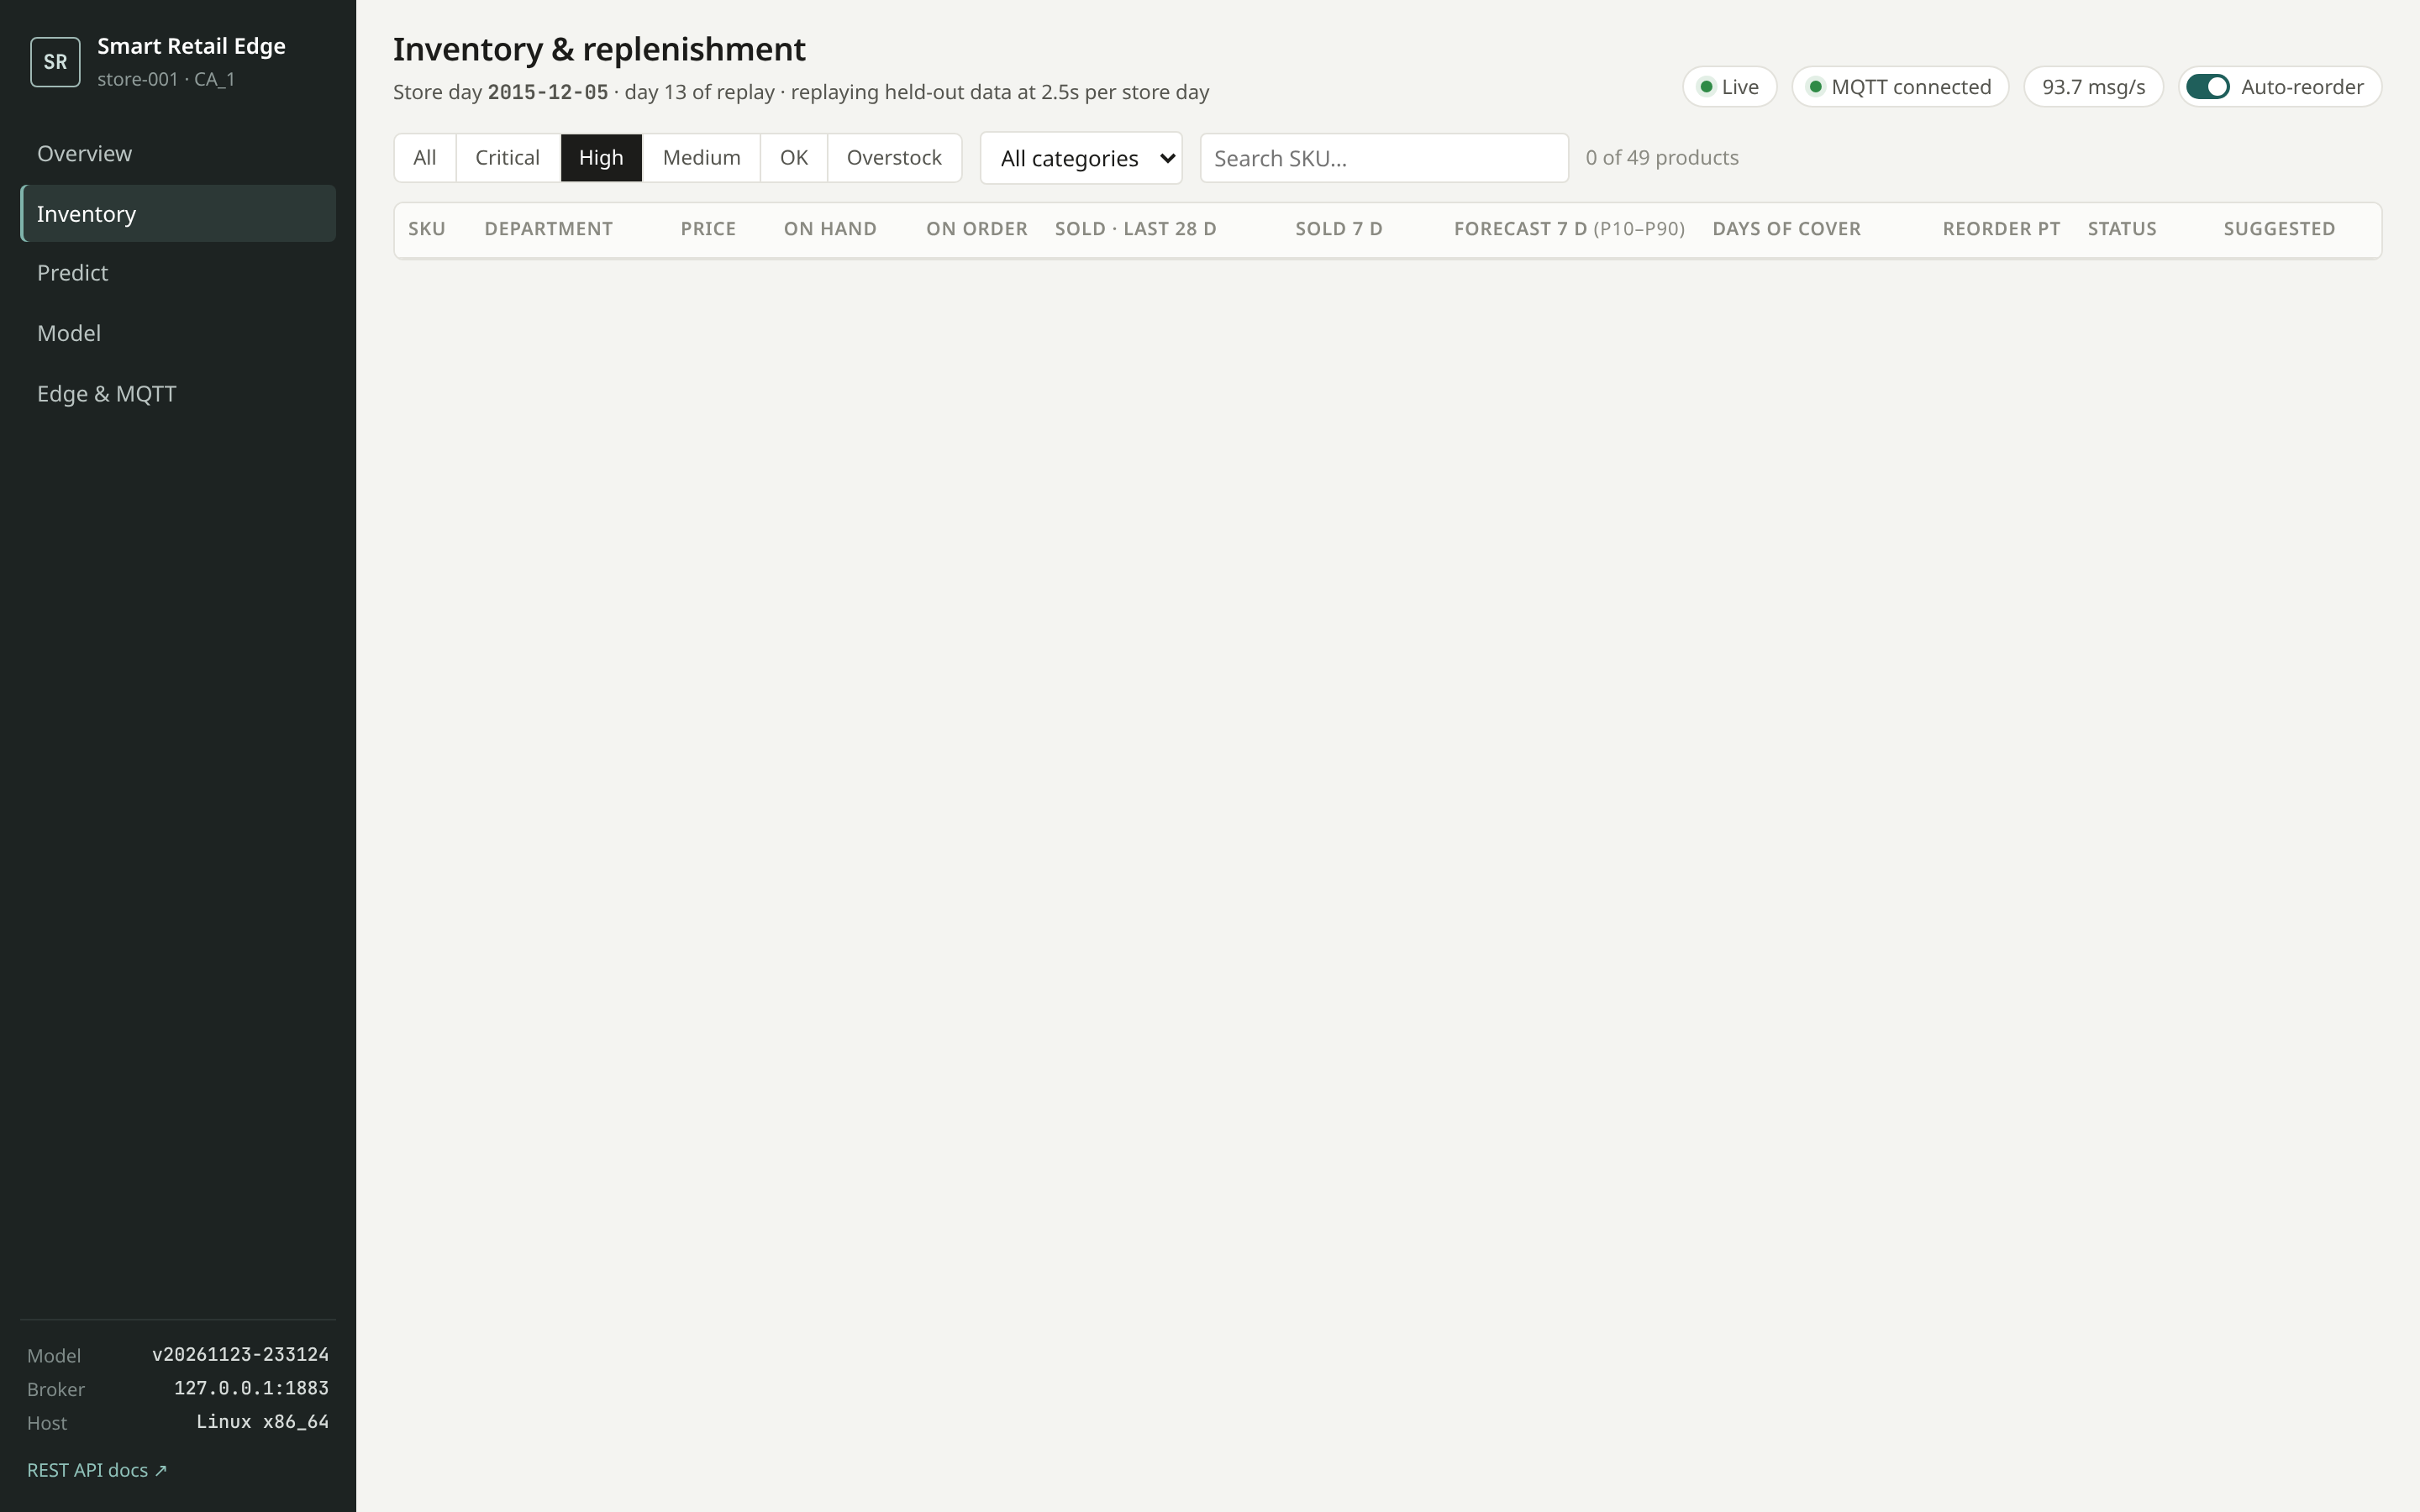 SR
Smart Retail Edge
store-001 · CA_1
Overview
Inventory
Predict
Model
Edge & MQTT
Model v20261123-233124
Broker 127.0.0.1:1883
Host Linux x86_64
REST API docs ↗
Inventory & replenishment
Store day 2015-12-05 · day 13 of replay · replaying held-out data at 2.5s per store day
Live MQTT connected 93.7 msg/s Auto-reorder
All Critical High Medium OK Overstock All categories Search SKU... 0 of 49 products
SKU DEPARTMENT PRICE ON HAND ON ORDER SOLD · LAST 28 D SOLD 7 D FORECAST 7 D (P10–P90) DAYS OF COVER REORDER PT STATUS SUGGESTED